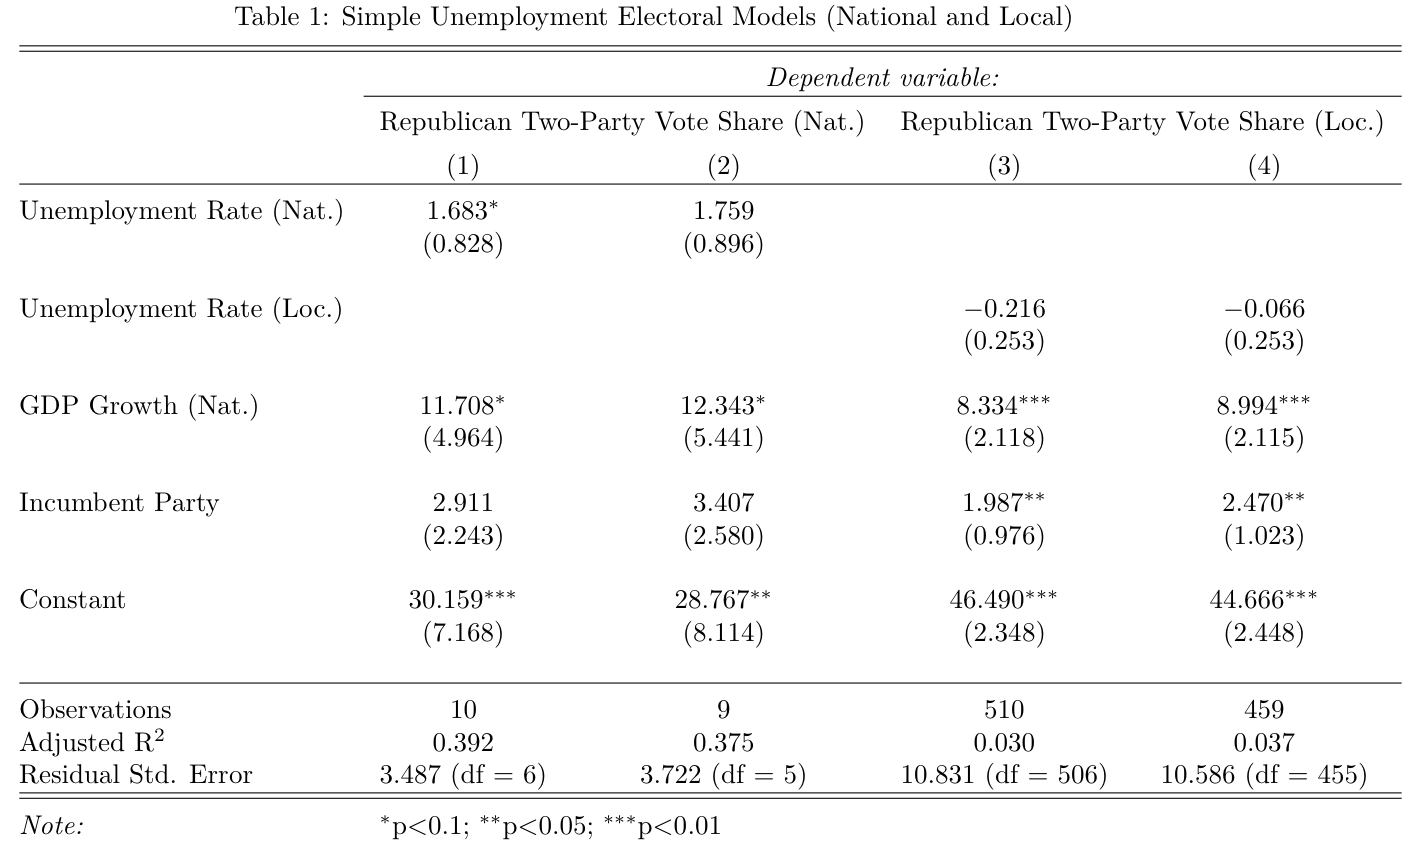 Table 1: Simple Unemployment Electoral Models (National and Local)
Dependent variable:
Republican Two-Party Vote Share (Nat.) Republican Two-Party Vote Share (Loc.)
(1) (2) (3) (4)
Unemployment Rate (Nat.) 1.683* 1.759
(0.828) (0.896)
Unemployment Rate (Loc.) −0.216 −0.066
(0.253) (0.253)
GDP Growth (Nat.) 11.708* 12.343* 8.334*** 8.994***
(4.964) (5.441) (2.118) (2.115)
Incumbent Party 2.911 3.407 1.987** 2.470**
(2.243) (2.580) (0.976) (1.023)
Constant 30.159*** 28.767** 46.490*** 44.666***
(7.168) (8.114) (2.348) (2.448)
Observations 10 9 510 459
Adjusted R² 0.392 0.375 0.030 0.037
Residual Std. Error 3.487 (df = 6) 3.722 (df = 5) 10.831 (df = 506) 10.586 (df = 455)
Note: *p<0.1; **p<0.05; ***p<0.01